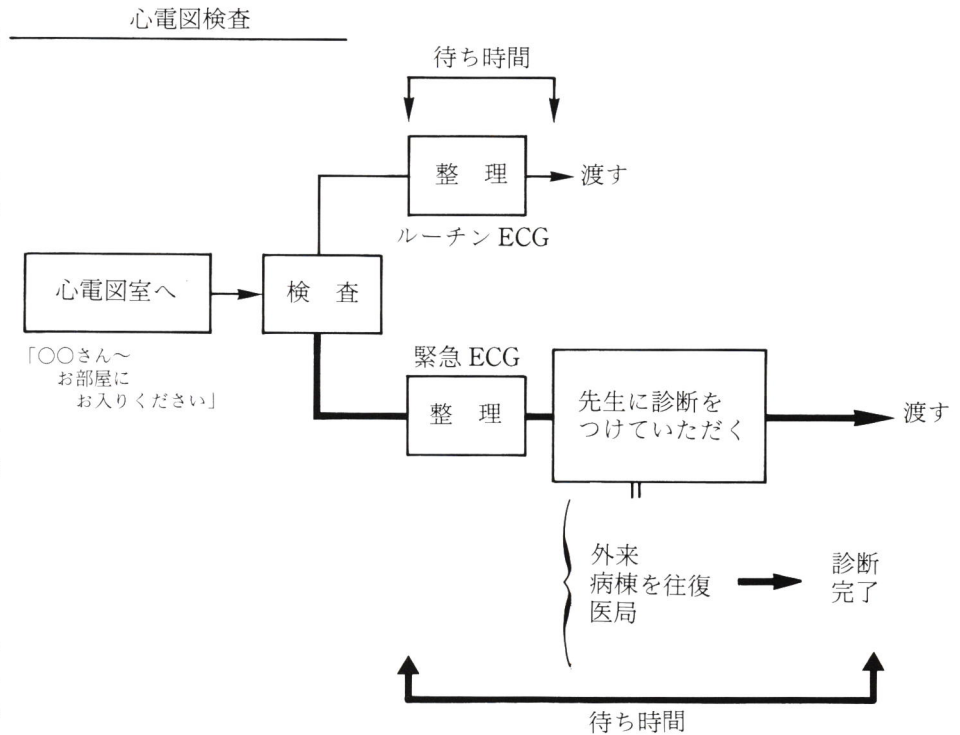 心電図検査
待ち時間
整 理
渡す
ルーチン ECG
心電図室へ
検 査
「〇〇さん〜
お部屋に
お入りください」
緊急 ECG
整 理
先生に診断を
つけていただく
渡す
外来
病棟を往復
医局
診断
完了
待ち時間